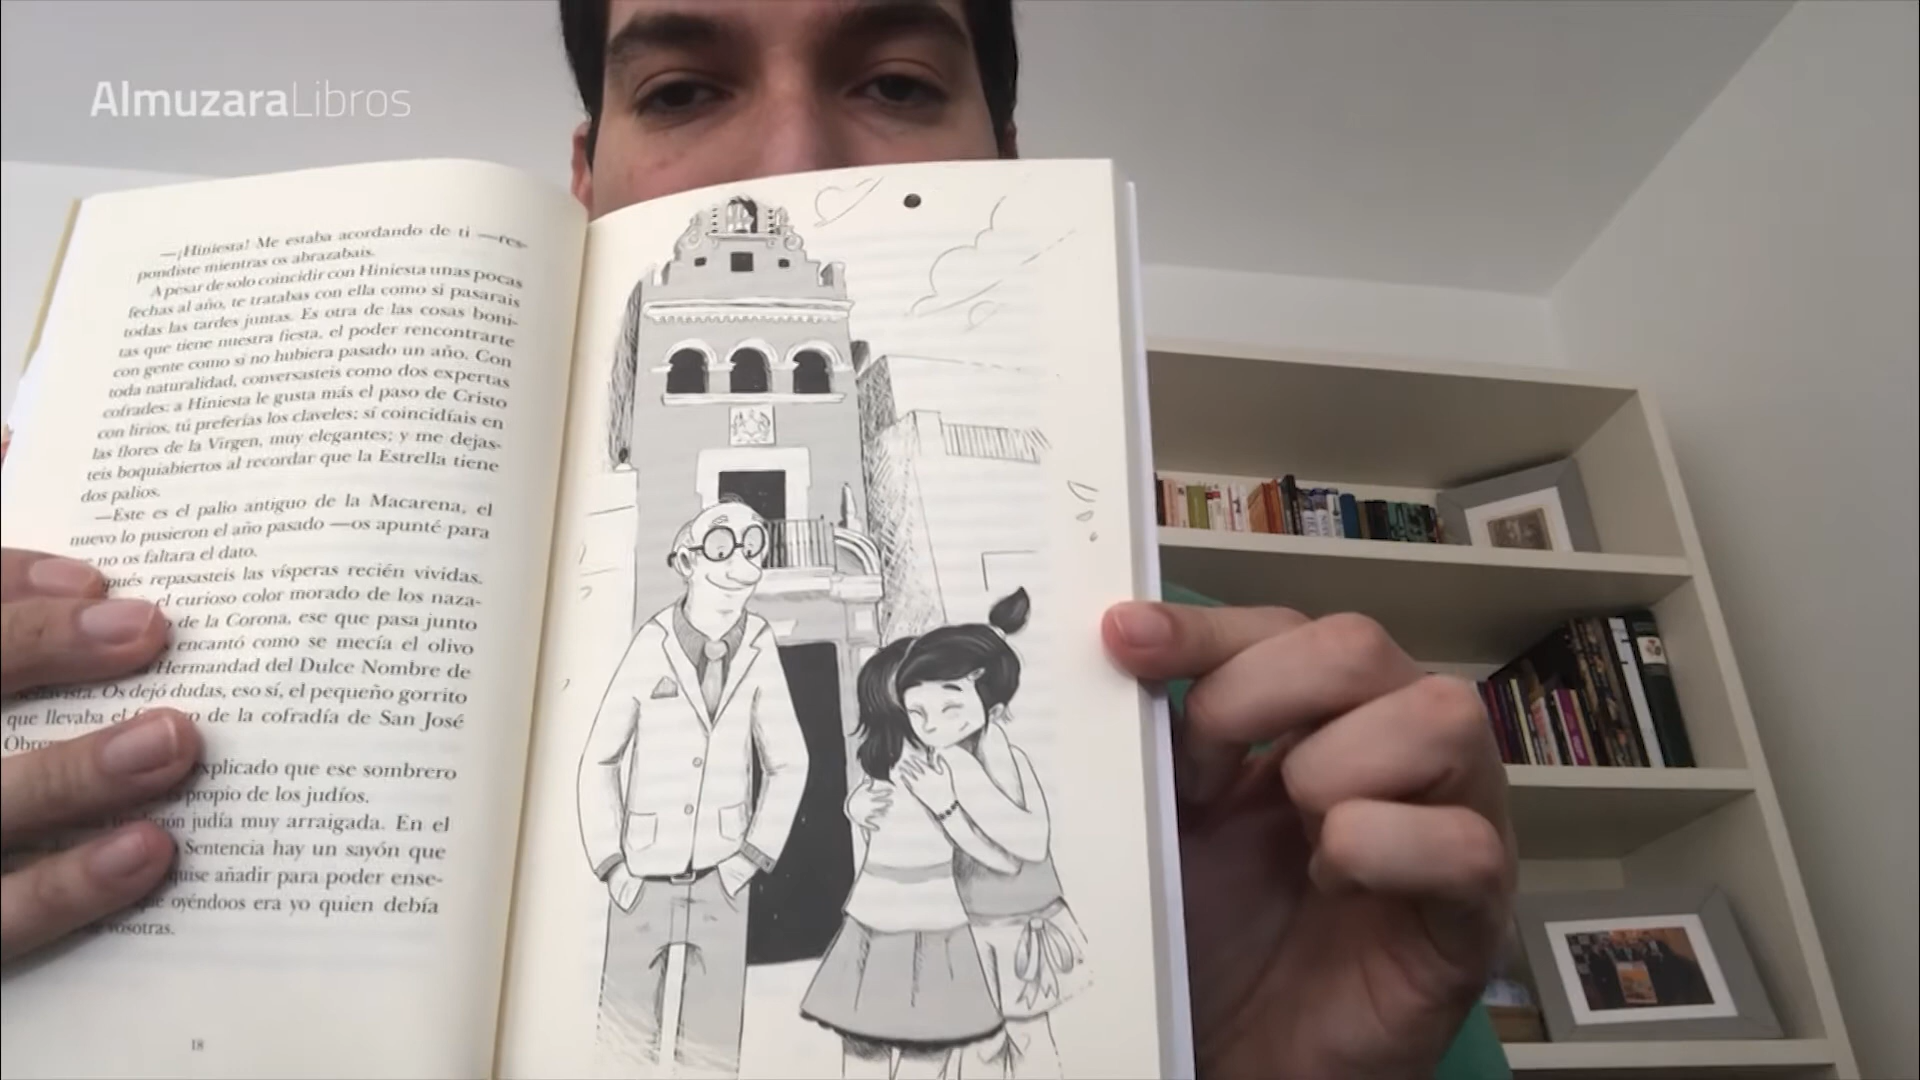 AlmuzaraLibros
—¡Hiniesta! Me estaba acordando de ti —res-
pondiste mientras os abrazabais.
A pesar de solo coincidir con Hiniesta unas pocas
fechas al año, te tratabas con ella como si pasarais
todas las tardes juntas. Es otra de las cosas boni-
tas que tiene nuestra fiesta, el poder rencontrarte
con gente como si no hubiera pasado un año. Con
toda naturalidad, conversasteis como dos expertas
cofrades: a Hiniesta le gusta más el paso de Cristo
con lirios, tú preferías los claveles; sí coincidíais en
las flores de la Virgen, muy elegantes; y me dejas-
teis boquiabiertos al recordar que la Estrella tiene
dos palios.
—Este es el palio antiguo de la Macarena, el
nuevo lo pusieron el año pasado —os apunté para
no os faltara el dato.
repasasteis las vísperas recién vividas.
el curioso color morado de los naza-
de la Corona, ese que pasa junto
encantó como se mecía el olivo
Hermandad del Dulce Nombre de
Bellavista. Os dejó dudas, eso sí, el pequeño gorrito
que llevaba el de la cofradía de San José
explicado que ese sombrero
propio de los judíos.
judía muy arraigada. En el
Sentencia hay un sayón que
quise añadir para poder ense-
oyéndoos era yo quien debía
vosotras.
18